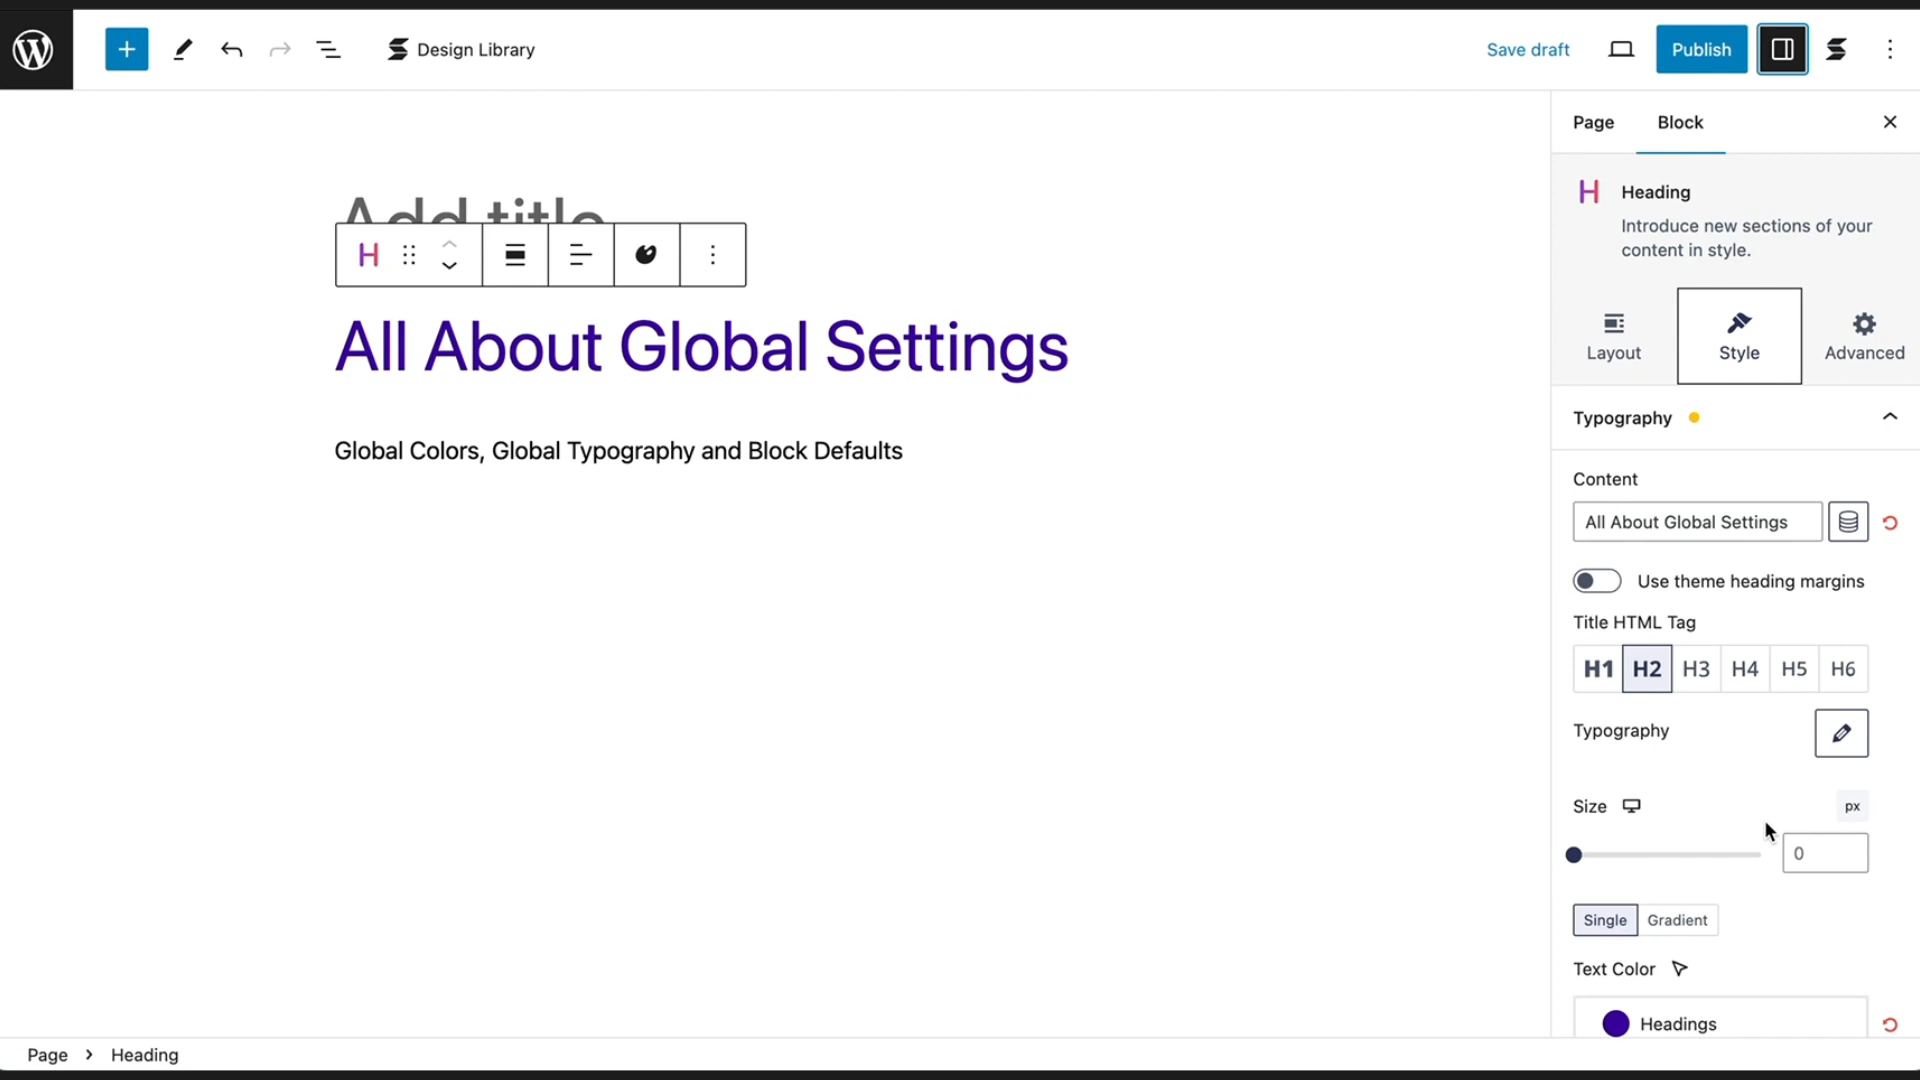 Design Library
Save draft
Publish
Page
Block
Heading
Introduce new sections of your
content in style.
Layout
Style
Advanced
Add title
All About Global Settings
Global Colors, Global Typography and Block Defaults
Typography
Content
All About Global Settings
Use theme heading margins
Title HTML Tag
H1 H2 H3 H4 H5 H6
Typography
Size
px
0
Single
Gradient
Text Color
Headings
Page
Heading